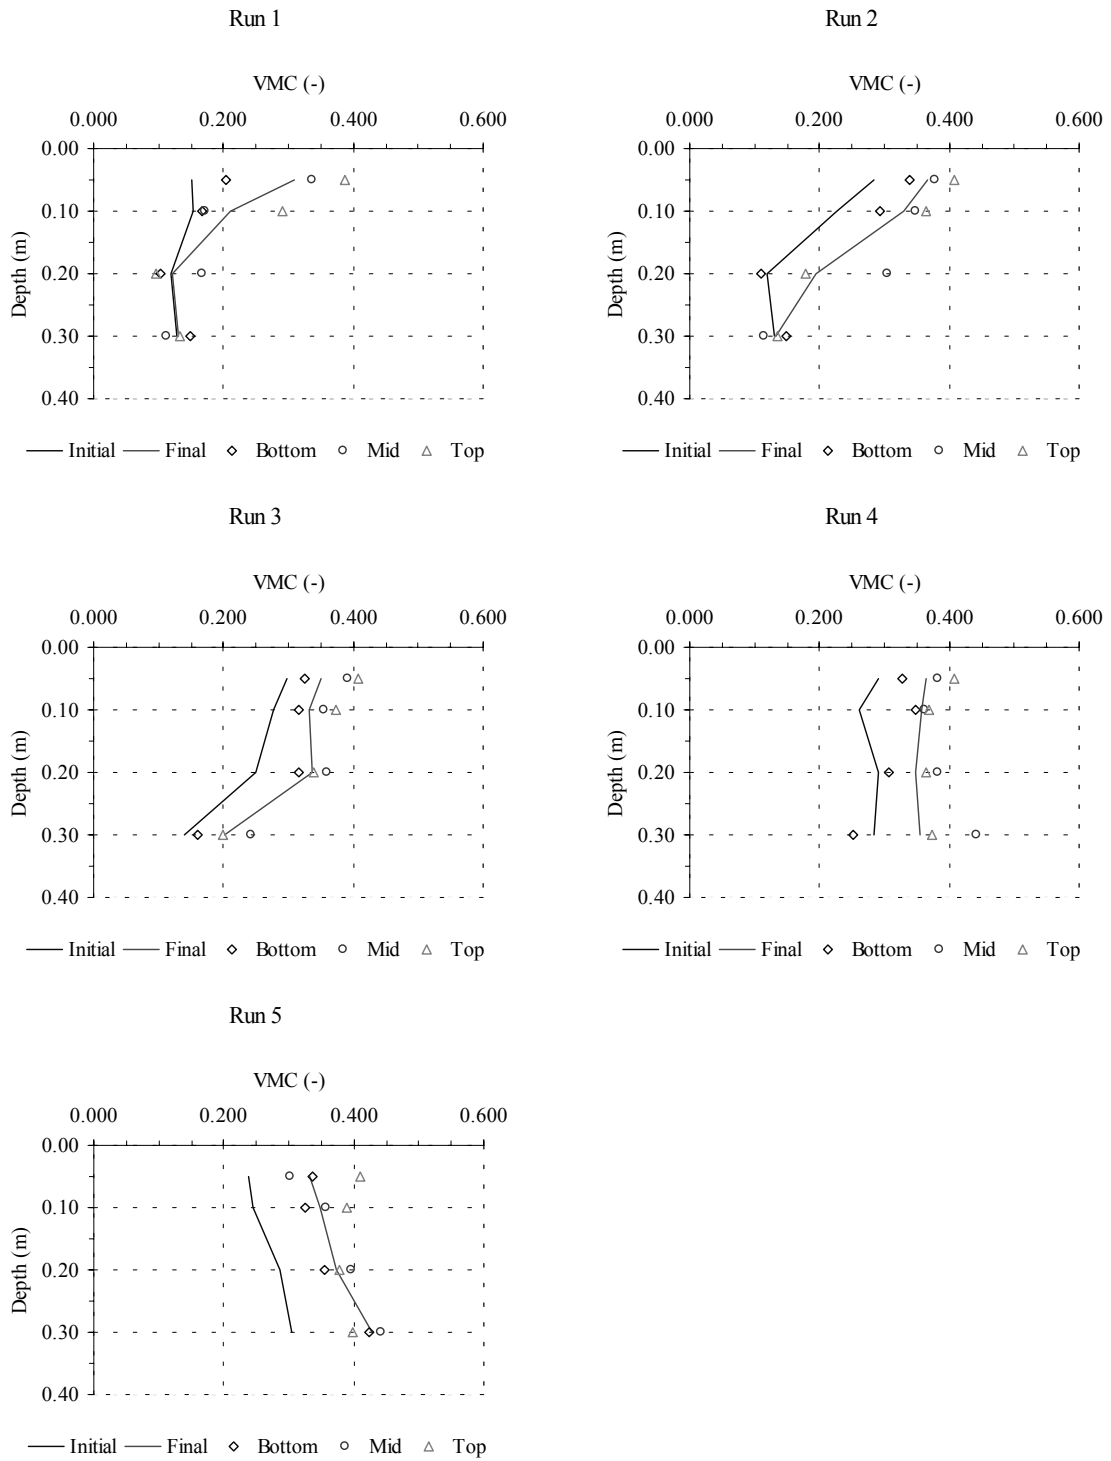 Run 1
VMC (-)
0.000 0.200 0.400 0.600
0.00
0.10
0.20
0.30
0.40
Depth (m)
Initial Final Bottom Mid Top
Run 2
VMC (-)
0.000 0.200 0.400 0.600
0.00
0.10
0.20
0.30
0.40
Depth (m)
Initial Final Bottom Mid Top
Run 3
VMC (-)
0.000 0.200 0.400 0.600
0.00
0.10
0.20
0.30
0.40
Depth (m)
Initial Final Bottom Mid Top
Run 4
VMC (-)
0.000 0.200 0.400 0.600
0.00
0.10
0.20
0.30
0.40
Depth (m)
Initial Final Bottom Mid Top
Run 5
VMC (-)
0.000 0.200 0.400 0.600
0.00
0.10
0.20
0.30
0.40
Depth (m)
Initial Final Bottom Mid Top